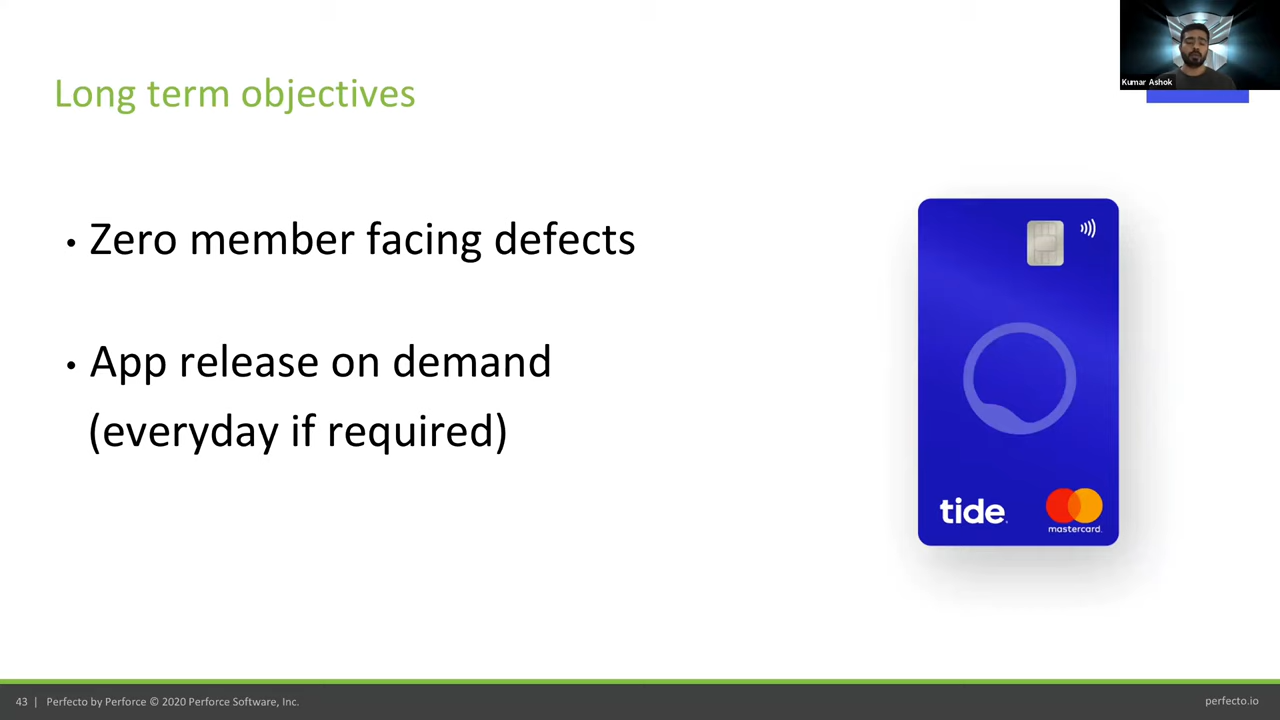 Kumar Ashok
Long term objectives
• Zero member facing defects
• App release on demand
(everyday if required)
tide
mastercard
43 | Perfecto by Perforce © 2020 Perforce Software, Inc.
perfecto.io